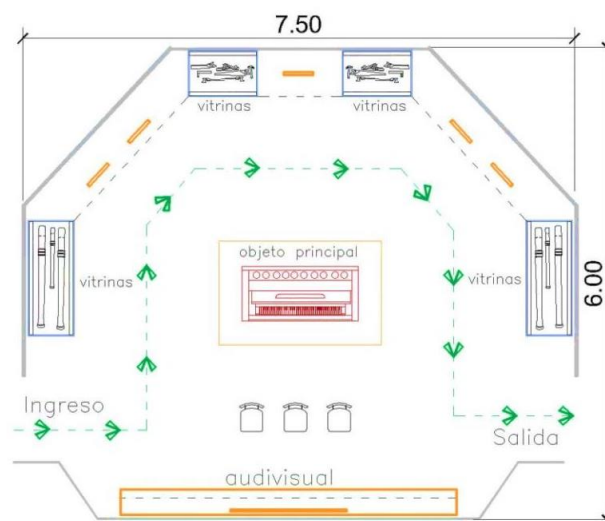 7.50
vitrinas
vitrinas
objeto principal
vitrinas
vitrinas
6.00
Ingreso
Salida
audivisual